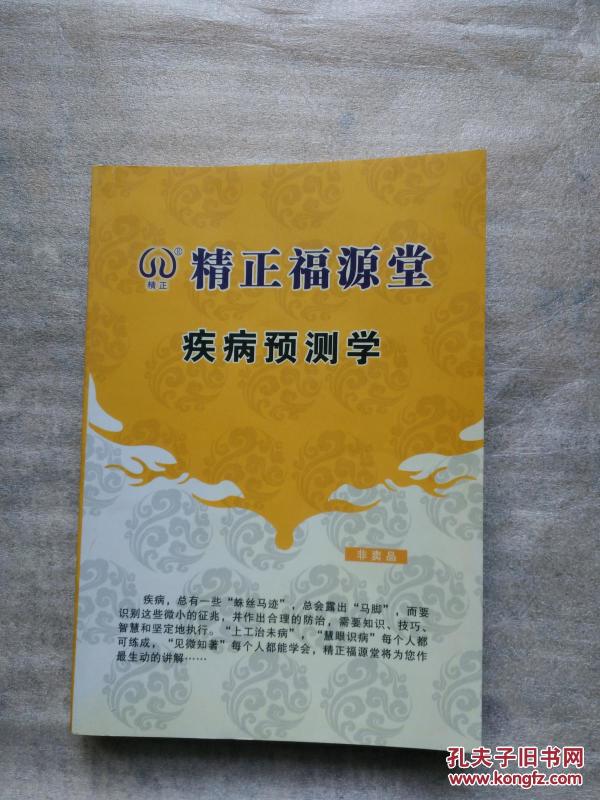 精正福源堂
®
精正
疾病预测学
非卖品
疾病，总有一些“蛛丝马迹”，总会露出“马脚”，而要
识别这些微小的征兆，并作出合理的防治，需要知识、技巧、
智慧和坚定地执行。“上工治未病”，“慧眼识病”每个人都
可练成，“见微知著”每个人都能学会，精正福源堂将为您作
最生动的讲解……
孔夫子旧书网
www.kongfz.com